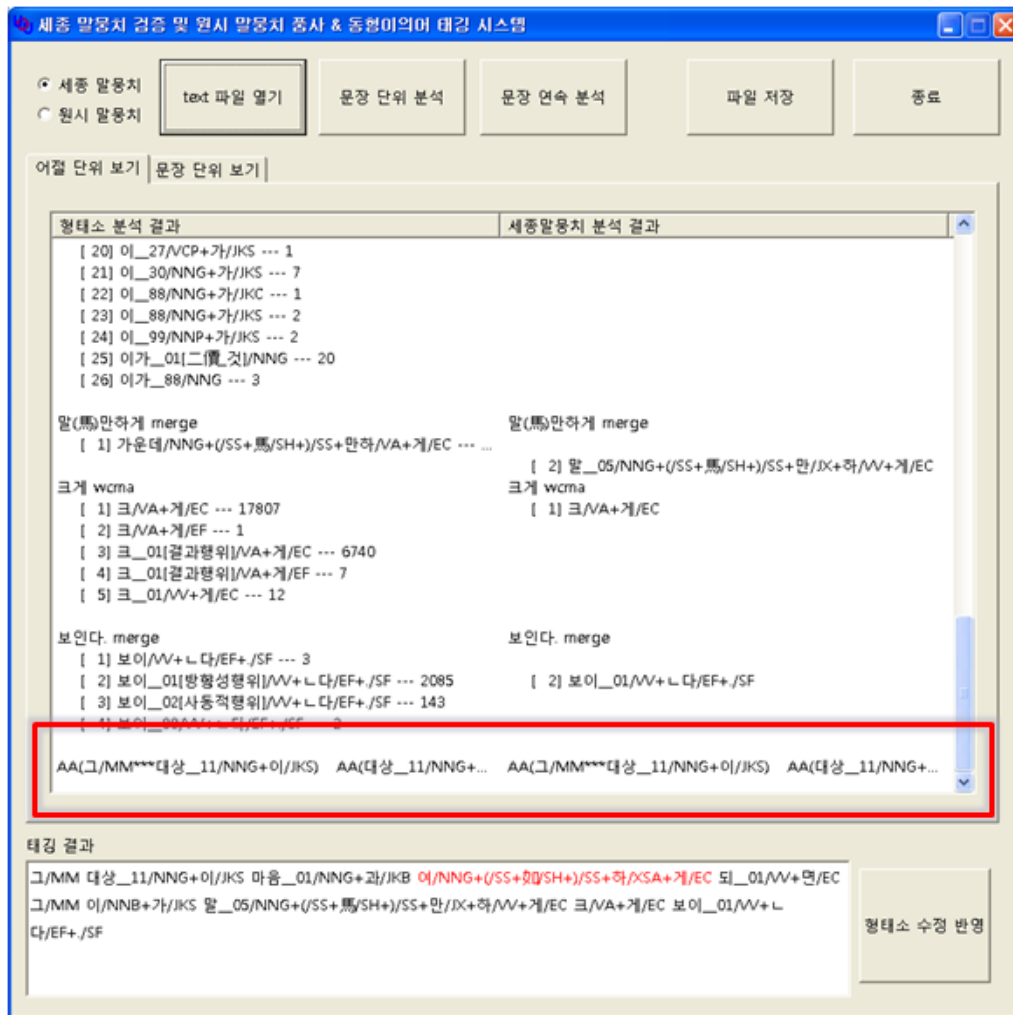 세종 말뭉치 검증 및 원시 말뭉치 품사 & 동형이의어 태깅 시스템
세종 말뭉치
원시 말뭉치
text 파일 열기
문장 단위 분석
문장 연속 분석
파일 저장
종료
어절 단위 보기 문장 단위 보기
형태소 분석 결과 세종말뭉치 분석 결과
[ 20] 이__27/VCP+가/JKS --- 1
[ 21] 이__30/NNG+가/JKS --- 7
[ 22] 이__88/NNG+가/JKC --- 1
[ 23] 이__88/NNG+가/JKS --- 2
[ 24] 이__99/NNP+가/JKS --- 2
[ 25] 이가__01[二價_것]/NNG --- 20
[ 26] 이가__88/NNG --- 3
말(馬)만하게 merge 말(馬)만하게 merge
[ 1] 가운데/NNG+(/SS+馬/SH+)/SS+만하/VA+게/EC --- ...
[ 2] 말__05/NNG+(/SS+馬/SH+)/SS+만/JX+하/VV+게/EC
크게 wcma 크게 wcma
[ 1] 크/VA+게/EC --- 17807 [ 1] 크/VA+게/EC
[ 2] 크/VA+게/EF --- 1
[ 3] 크__01[결과행위]/VA+게/EC --- 6740
[ 4] 크__01[결과행위]/VA+게/EF --- 7
[ 5] 크__01/VV+게/EC --- 12
보인다. merge 보인다. merge
[ 1] 보이/VV+ㄴ다/EF+./SF --- 3
[ 2] 보이__01[방향성행위]/VV+ㄴ다/EF+./SF --- 2085 [ 2] 보이__01/VV+ㄴ다/EF+./SF
[ 3] 보이__02[사동적행위]/VV+ㄴ다/EF+./SF --- 143
[ 4] 보이__88/VV+ㄴ다/EF+./SF --- 2
AA(그/MM***대상__11/NNG+이/JKS) AA(대상__11/NNG+... AA(그/MM***대상__11/NNG+이/JKS) AA(대상__11/NNG+...
태깅 결과
그/MM 대상__11/NNG+이/JKS 마음__01/NNG+과/JKB 여/NNG+(/SS+如/SH+)/SS+하/XSA+게/EC 되__01/VV+면/EC
그/MM 이/NNB+가/JKS 말__05/NNG+(/SS+馬/SH+)/SS+만/JX+하/VV+게/EC 크/VA+게/EC 보이__01/VV+ㄴ
다/EF+./SF
형태소 수정 반영